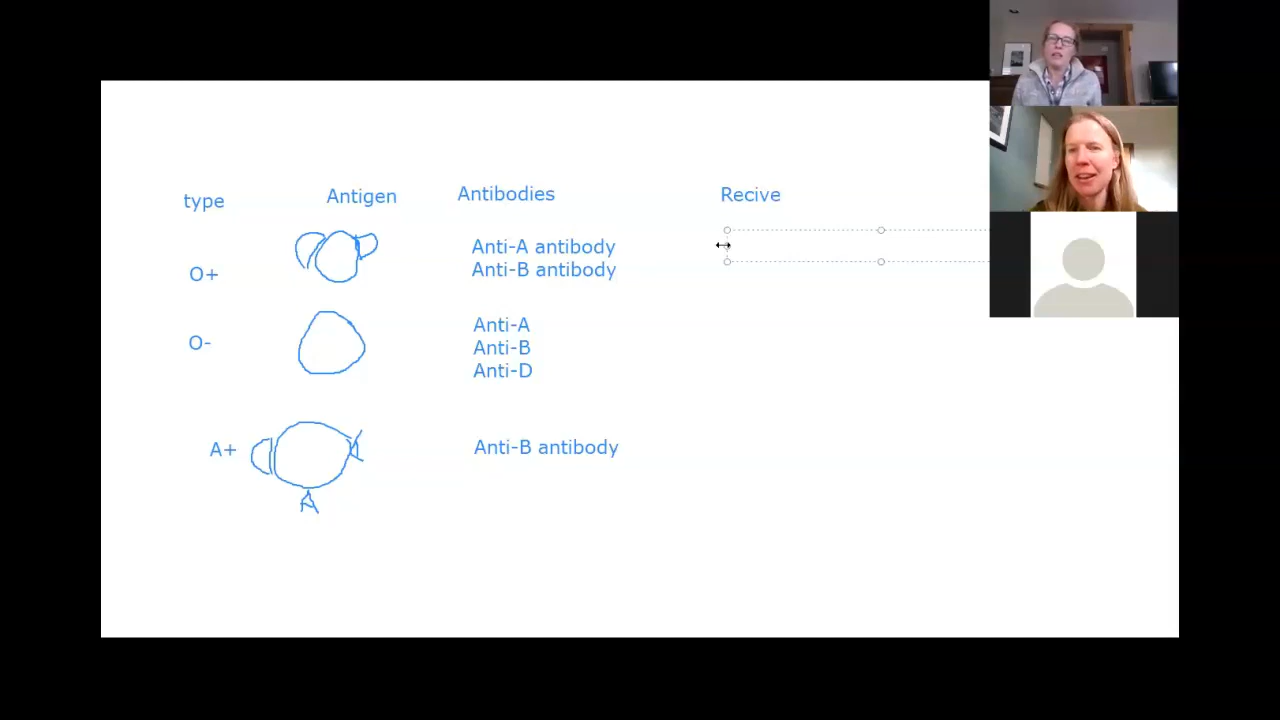 type Antigen Antibodies Recive
O+ Anti-A antibody
Anti-B antibody
O- Anti-A
Anti-B
Anti-D
A+ Anti-B antibody
A